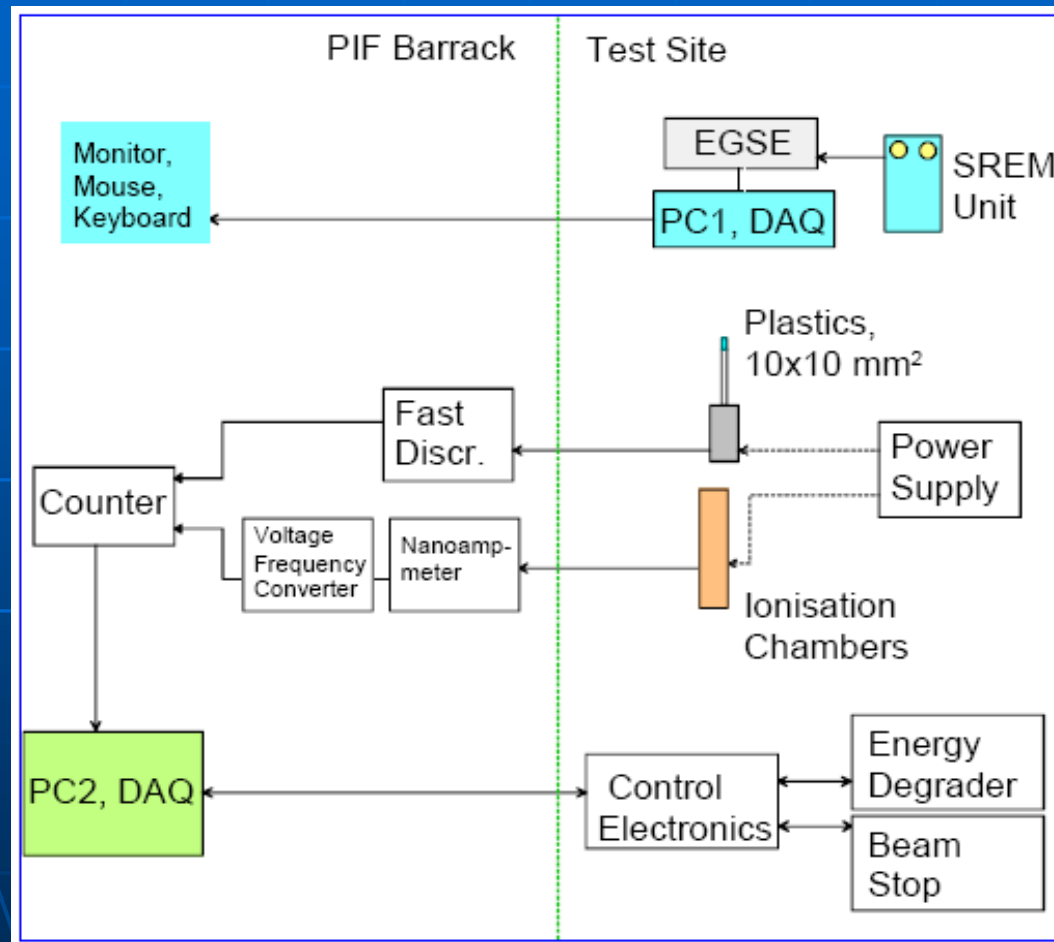 PIF Barrack
Test Site
EGSE
SREM
Unit
Monitor,
Mouse,
Keyboard
PC1, DAQ
Plastics,
10x10 mm²
Fast
Discr.
Power
Supply
Counter
Voltage
Frequency
Converter
Nanoamp-
meter
Ionisation
Chambers
PC2, DAQ
Control
Electronics
Energy
Degrader
Beam
Stop